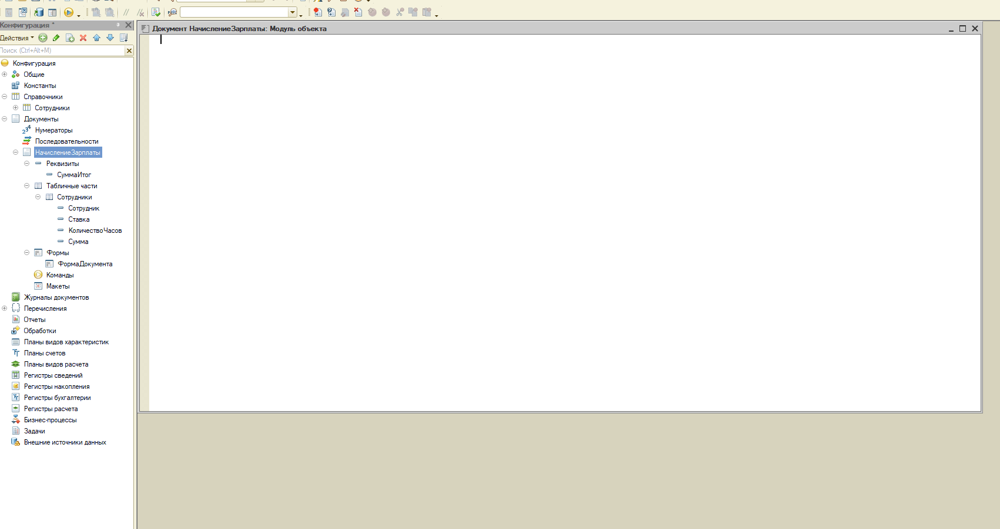 Конфигурация *
Действия
Поиск (Ctrl+Alt+M)
Конфигурация
Общие
Константы
Справочники
Сотрудники
Документы
Нумераторы
Последовательности
НачислениеЗарплаты
Реквизиты
СуммаИтог
Табличные части
Сотрудники
Сотрудник
Ставка
КоличествоЧасов
Сумма
Формы
ФормаДокумента
Команды
Макеты
Журналы документов
Перечисления
Отчеты
Обработки
Планы видов характеристик
Планы счетов
Планы видов расчета
Регистры сведений
Регистры накопления
Регистры бухгалтерии
Регистры расчета
Бизнес-процессы
Задачи
Внешние источники данных
Документ НачислениеЗарплаты: Модуль объекта